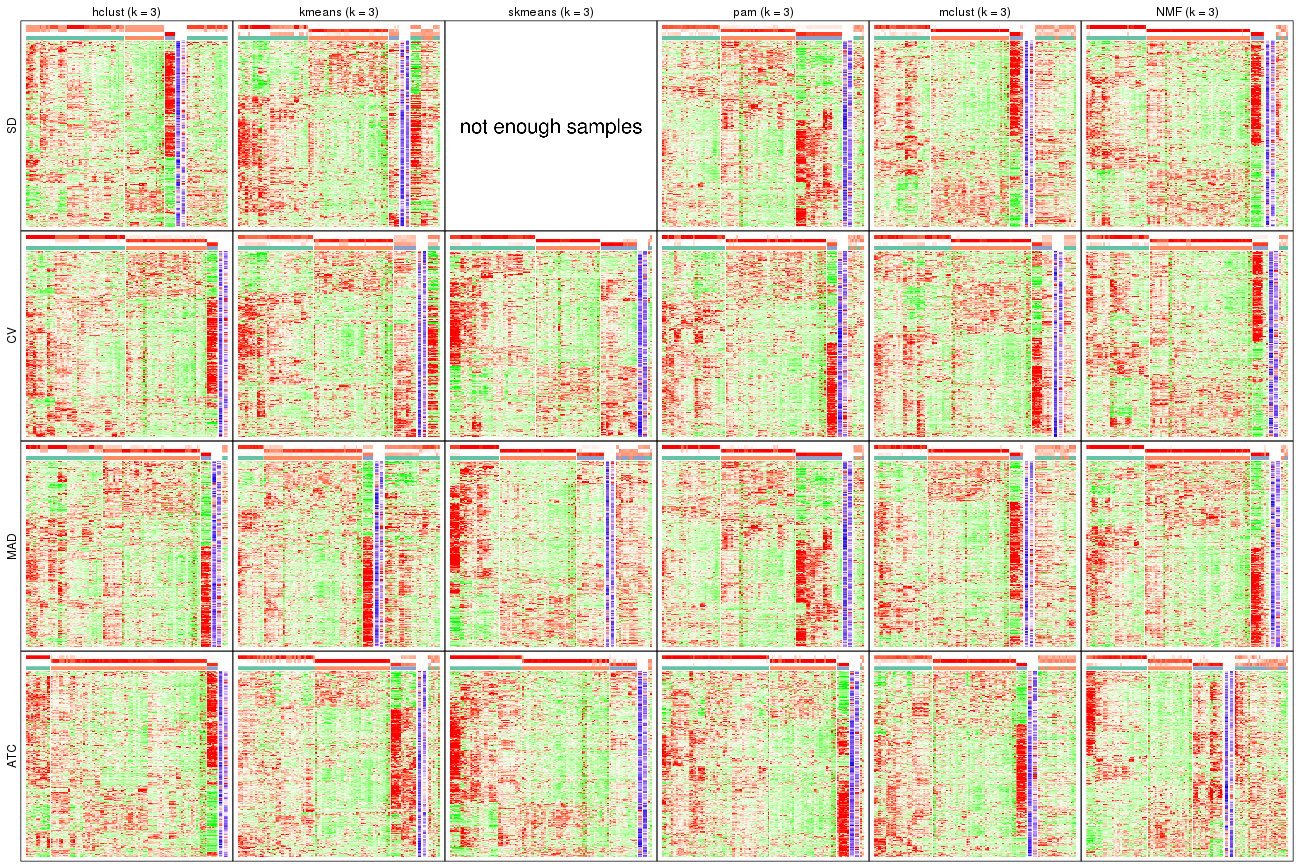 hclust (k = 3)
kmeans (k = 3)
skmeans (k = 3)
pam (k = 3)
mclust (k = 3)
NMF (k = 3)
SD
not enough samples
CV
MAD
ATC